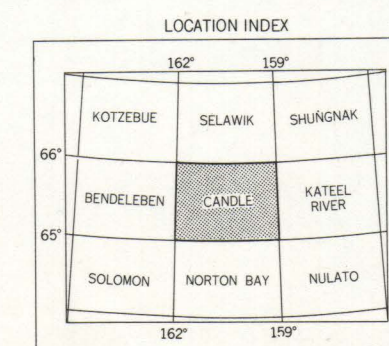 LOCATION INDEX
162° 159°
KOTZEBUE SELAWIK SHUŃGNAK
66°
BENDELEBEN CANDLE KATEEL
RIVER
65°
SOLOMON NORTON BAY NULATO
162° 159°